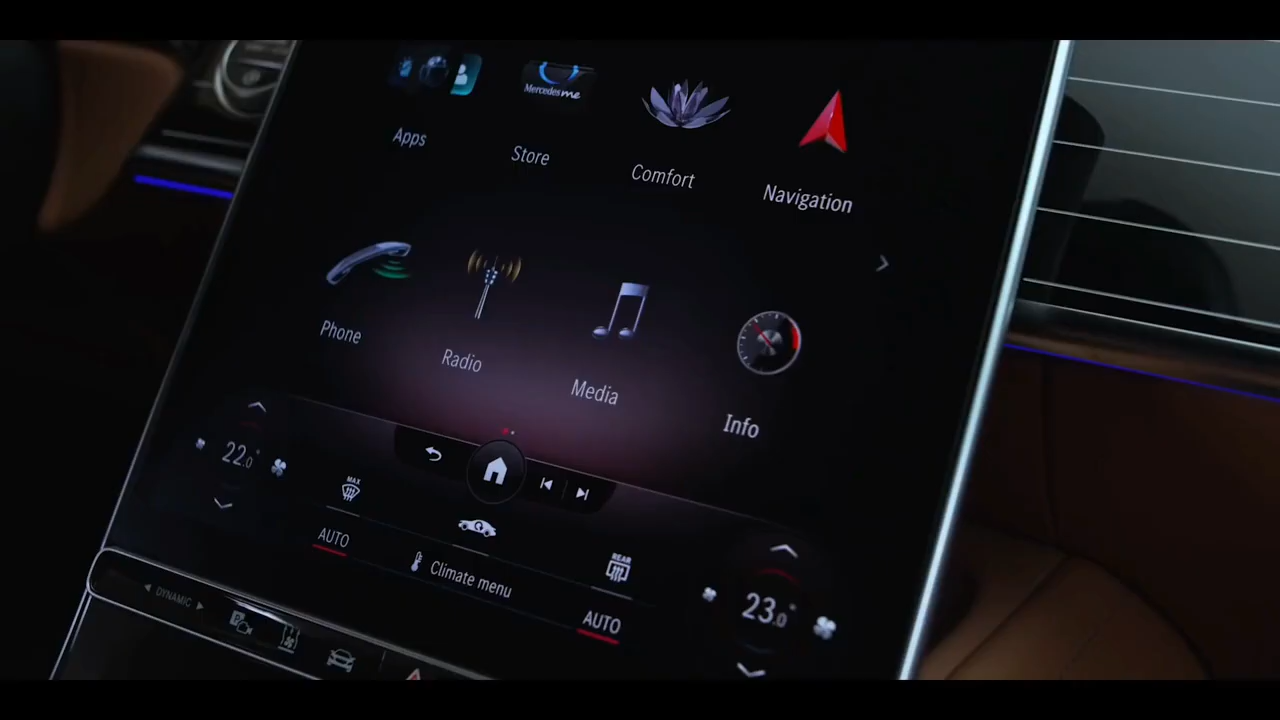 Mercedes me
Apps
Store
Comfort
Navigation
Phone
Radio
Media
Info
22.0°
MAX
AUTO
Climate menu
REAR
AUTO
23.0°
DYNAMIC
P